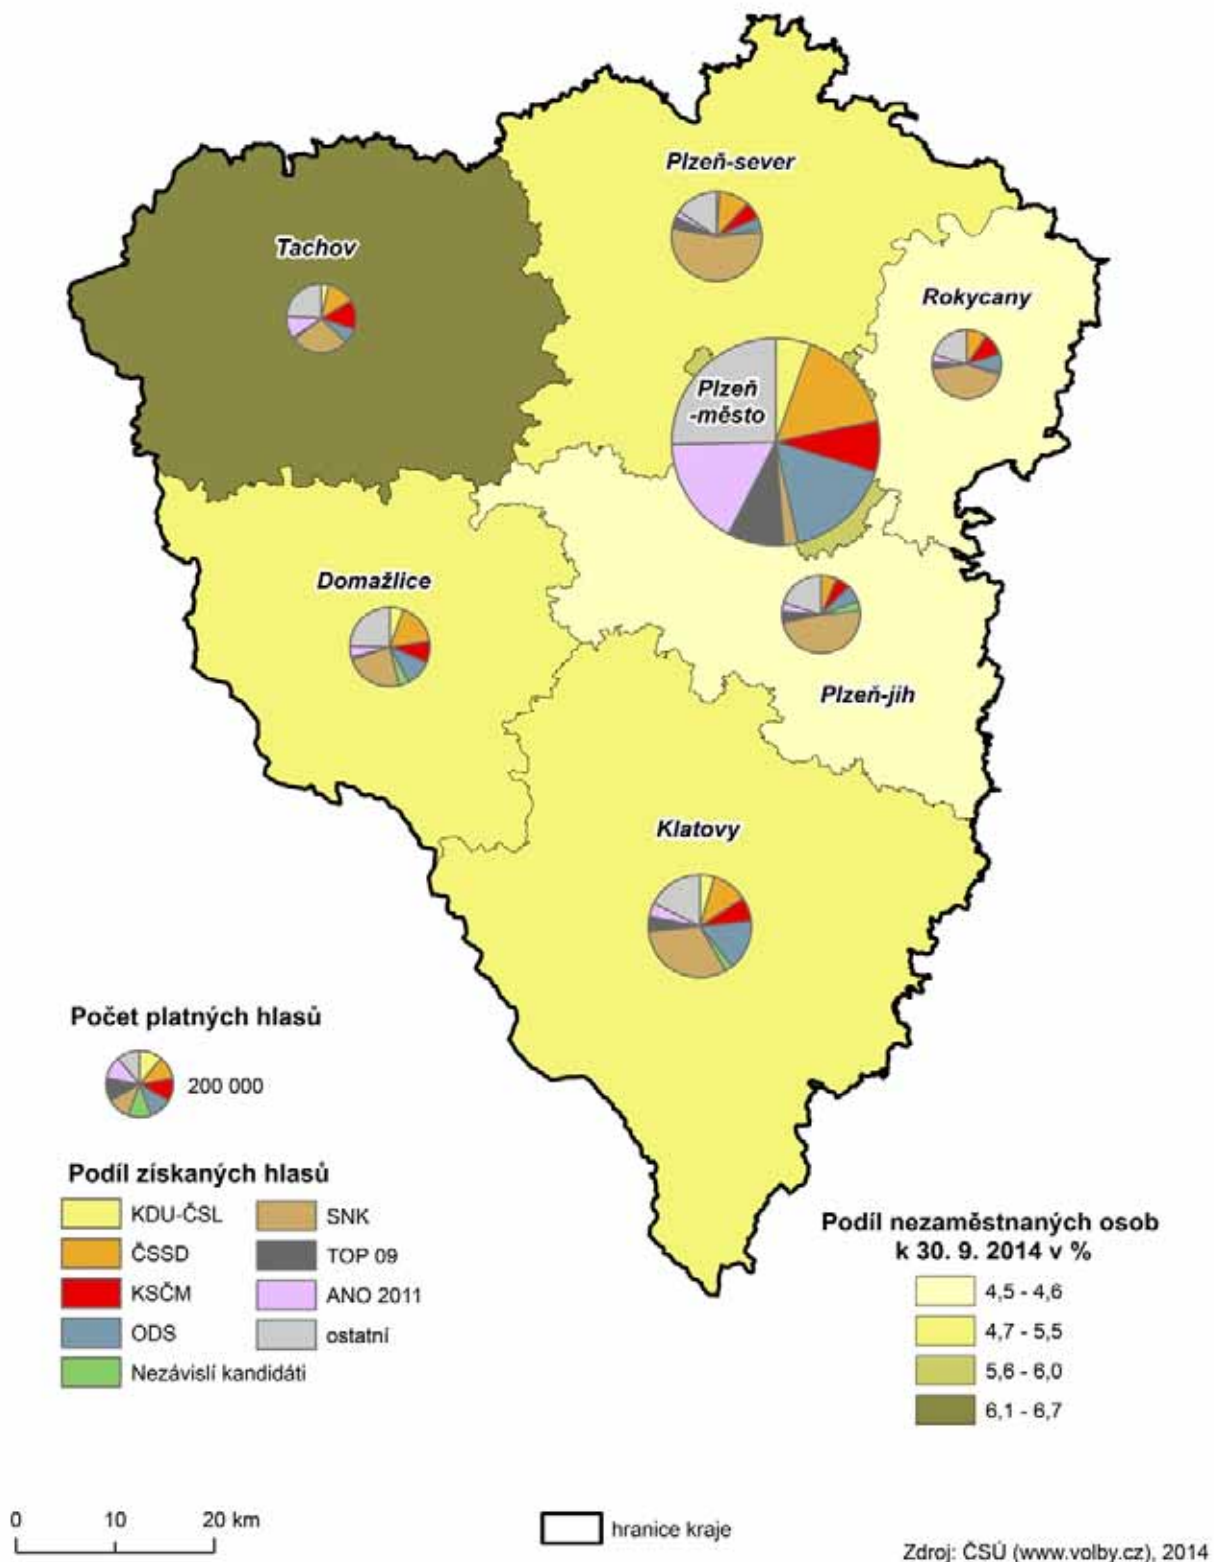 Plzeň-sever
Tachov
Rokycany
Plzeň
-město
Domažlice
Plzeň-jih
Klatovy
Počet platných hlasů
200 000
Podíl získaných hlasů
KDU-ČSL
SNK
ČSSD
TOP 09
KSČM
ANO 2011
ODS
ostatní
Nezávislí kandidáti
Podíl nezaměstnaných osob
k 30. 9. 2014 v %
4,5 - 4,6
4,7 - 5,5
5,6 - 6,0
6,1 - 6,7
0 10 20 km
hranice kraje
Zdroj: ČSÚ (www.volby.cz), 2014